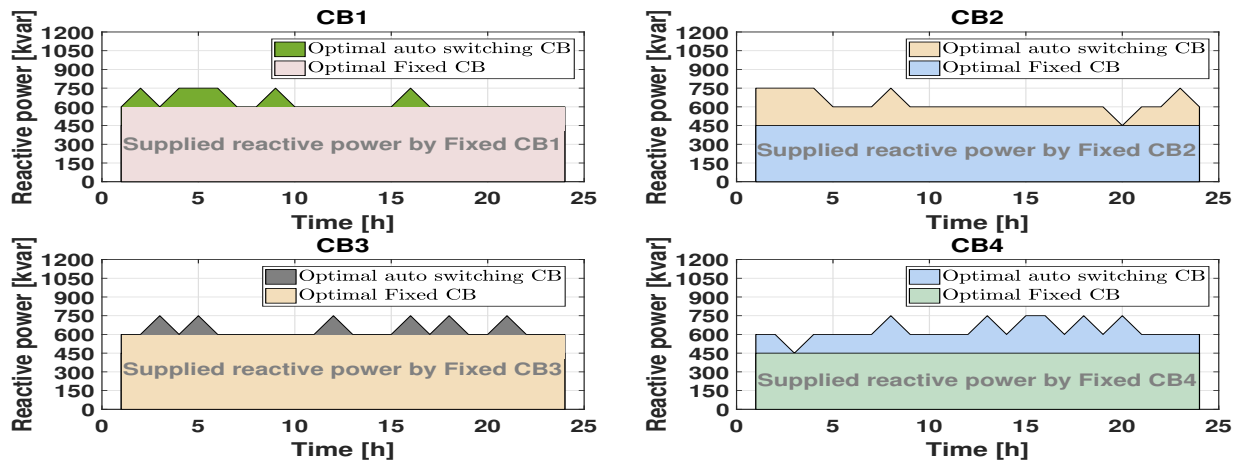 CB1
Reactive power [kvar]
1200
1050
900
750
600
450
300
150
0
Optimal auto switching CB
Optimal Fixed CB
Supplied reactive power by Fixed CB1
0 5 10 15 20 25
Time [h]
CB2
Reactive power [kvar]
1200
1050
900
750
600
450
300
150
0
Optimal auto switching CB
Optimal Fixed CB
Supplied reactive power by Fixed CB2
0 5 10 15 20 25
Time [h]
CB3
Reactive power [kvar]
1200
1050
900
750
600
450
300
150
0
Optimal auto switching CB
Optimal Fixed CB
Supplied reactive power by Fixed CB3
0 5 10 15 20 25
Time [h]
CB4
Reactive power [kvar]
1200
1050
900
750
600
450
300
150
0
Optimal auto switching CB
Optimal Fixed CB
Supplied reactive power by Fixed CB4
0 5 10 15 20 25
Time [h]